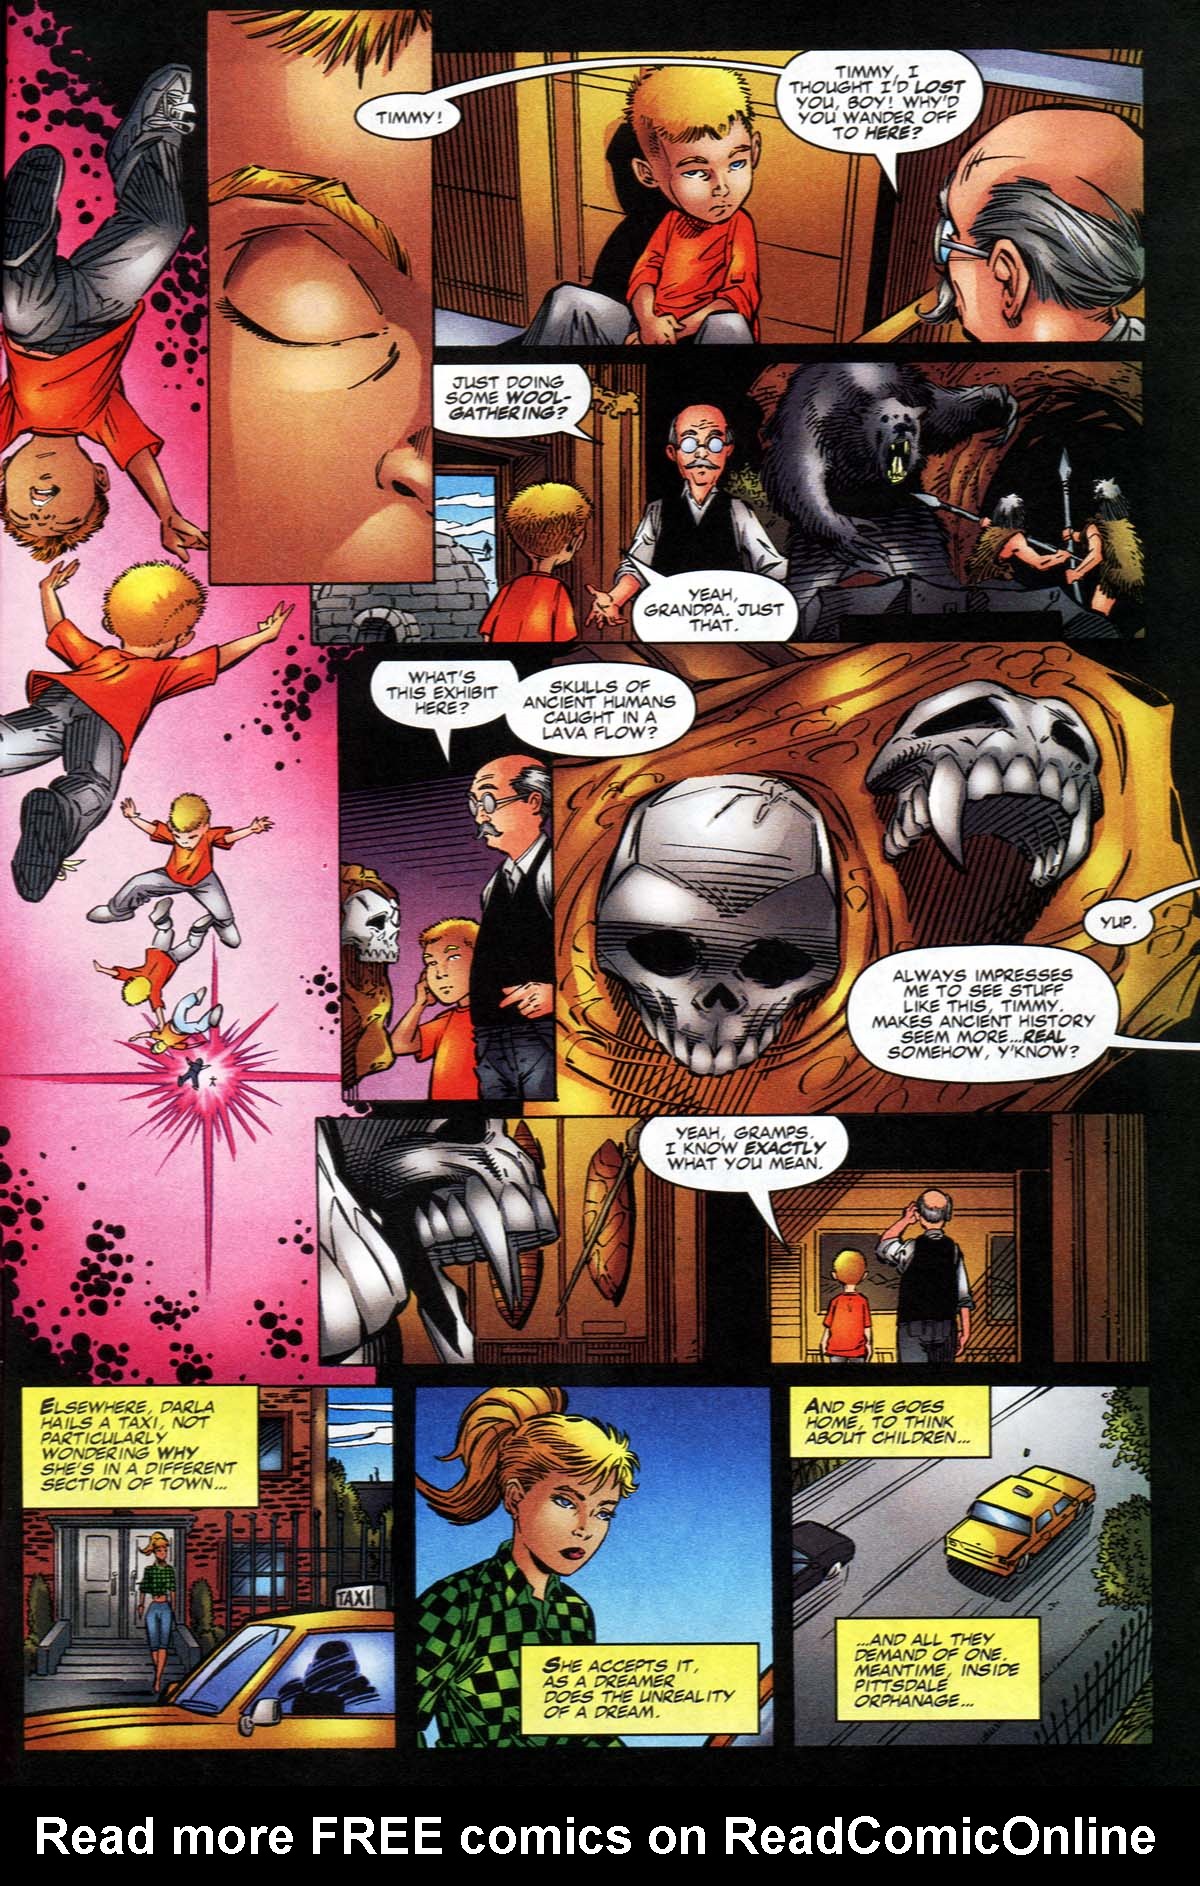 TIMMY!
TIMMY, I
THOUGHT I'D LOST
YOU, BOY! WHY'D
YOU WANDER OFF
TO HERE?
JUST DOING
SOME WOOL-
GATHERING?
YEAH,
GRANDPA. JUST
THAT.
WHAT'S
THIS EXHIBIT
HERE?
SKULLS OF
ANCIENT HUMANS
CAUGHT IN A
LAVA FLOW?
YUP.
ALWAYS IMPRESSES
ME TO SEE STUFF
LIKE THIS, TIMMY.
MAKES ANCIENT HISTORY
SEEM MORE...REAL
SOMEHOW, Y'KNOW?
YEAH, GRAMPS.
I KNOW EXACTLY
WHAT YOU MEAN.
ELSEWHERE, DARLA
HAILS A TAXI, NOT
PARTICULARLY
WONDERING WHY
SHE'S IN A DIFFERENT
SECTION OF TOWN...
TAXI
SHE ACCEPTS IT,
AS A DREAMER
DOES THE UNREALITY
OF A DREAM.
AND SHE GOES
HOME, TO THINK
ABOUT CHILDREN...
...AND ALL THEY
DEMAND OF ONE.
MEANTIME, INSIDE
PITTSDALE
ORPHANAGE...
Read more FREE comics on ReadComicOnline